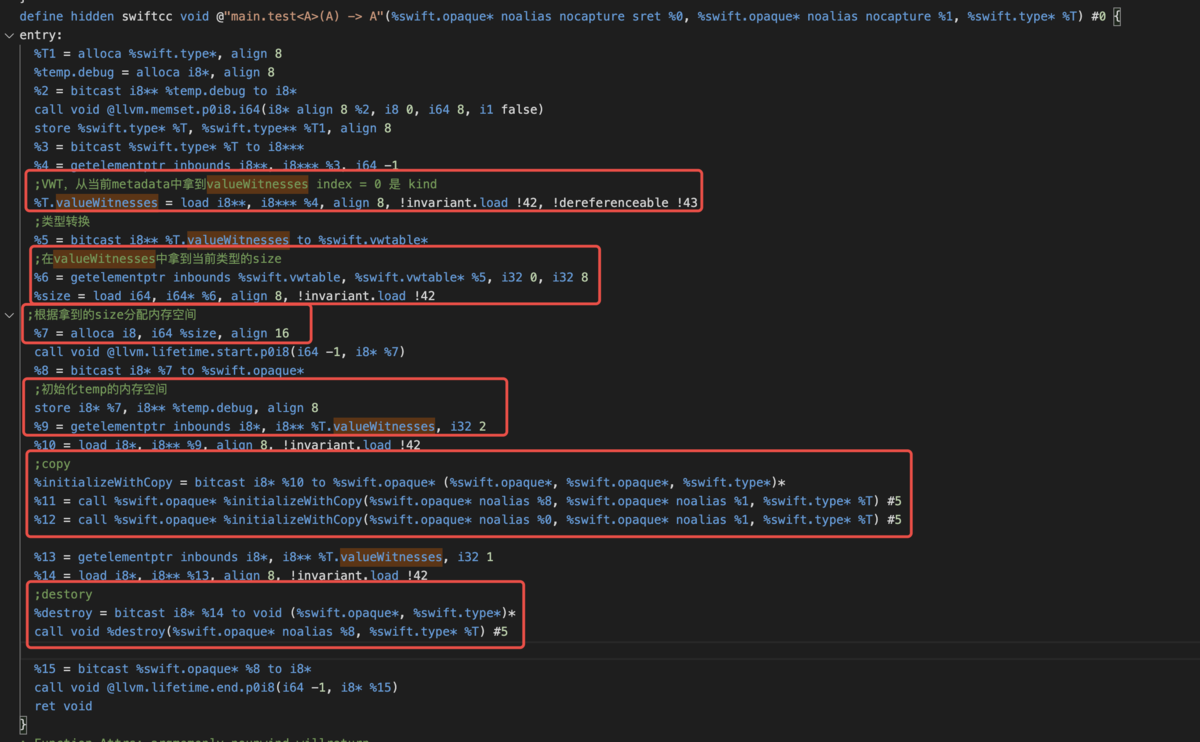 define hidden swiftcc void @"main.test<A>(A) -> A"(%swift.opaque* noalias nocapture sret %0, %swift.opaque* noalias nocapture %1, %swift.type* %T) #0 {
entry:
%T1 = alloca %swift.type*, align 8
%temp.debug = alloca i8*, align 8
%2 = bitcast i8** %temp.debug to i8*
call void @llvm.memset.p0i8.i64(i8* align 8 %2, i8 0, i64 8, i1 false)
store %swift.type* %T, %swift.type** %T1, align 8
%3 = bitcast %swift.type* %T to i8***
%4 = getelementptr inbounds i8**, i8*** %3, i64 -1
;VWT，从当前metadata中拿到valueWitnesses index = 0 是 kind
%T.valueWitnesses = load i8**, i8*** %4, align 8, !invariant.load !42, !dereferenceable !43
;类型转换
%5 = bitcast i8** %T.valueWitnesses to %swift.vwtable*
;在valueWitnesses中拿到当前类型的size
%6 = getelementptr inbounds %swift.vwtable, %swift.vwtable* %5, i32 0, i32 8
%size = load i64, i64* %6, align 8, !invariant.load !42
;根据拿到的size分配内存空间
%7 = alloca i8, i64 %size, align 16
call void @llvm.lifetime.start.p0i8(i64 -1, i8* %7)
%8 = bitcast i8* %7 to %swift.opaque*
;初始化temp的内存空间
store i8* %7, i8** %temp.debug, align 8
%9 = getelementptr inbounds i8*, i8** %T.valueWitnesses, i32 2
%10 = load i8*, i8** %9, align 8, !invariant.load !42
;copy
%initializeWithCopy = bitcast i8* %10 to %swift.opaque* (%swift.opaque*, %swift.opaque*, %swift.type*)*
%11 = call %swift.opaque* %initializeWithCopy(%swift.opaque* noalias %8, %swift.opaque* noalias %1, %swift.type* %T) #5
%12 = call %swift.opaque* %initializeWithCopy(%swift.opaque* noalias %0, %swift.opaque* noalias %1, %swift.type* %T) #5
%13 = getelementptr inbounds i8*, i8** %T.valueWitnesses, i32 1
%14 = load i8*, i8** %13, align 8, !invariant.load !42
;destory
%destroy = bitcast i8* %14 to void (%swift.opaque*, %swift.type*)*
call void %destroy(%swift.opaque* noalias %8, %swift.type* %T) #5
%15 = bitcast %swift.opaque* %8 to i8*
call void @llvm.lifetime.end.p0i8(i64 -1, i8* %15)
ret void
}